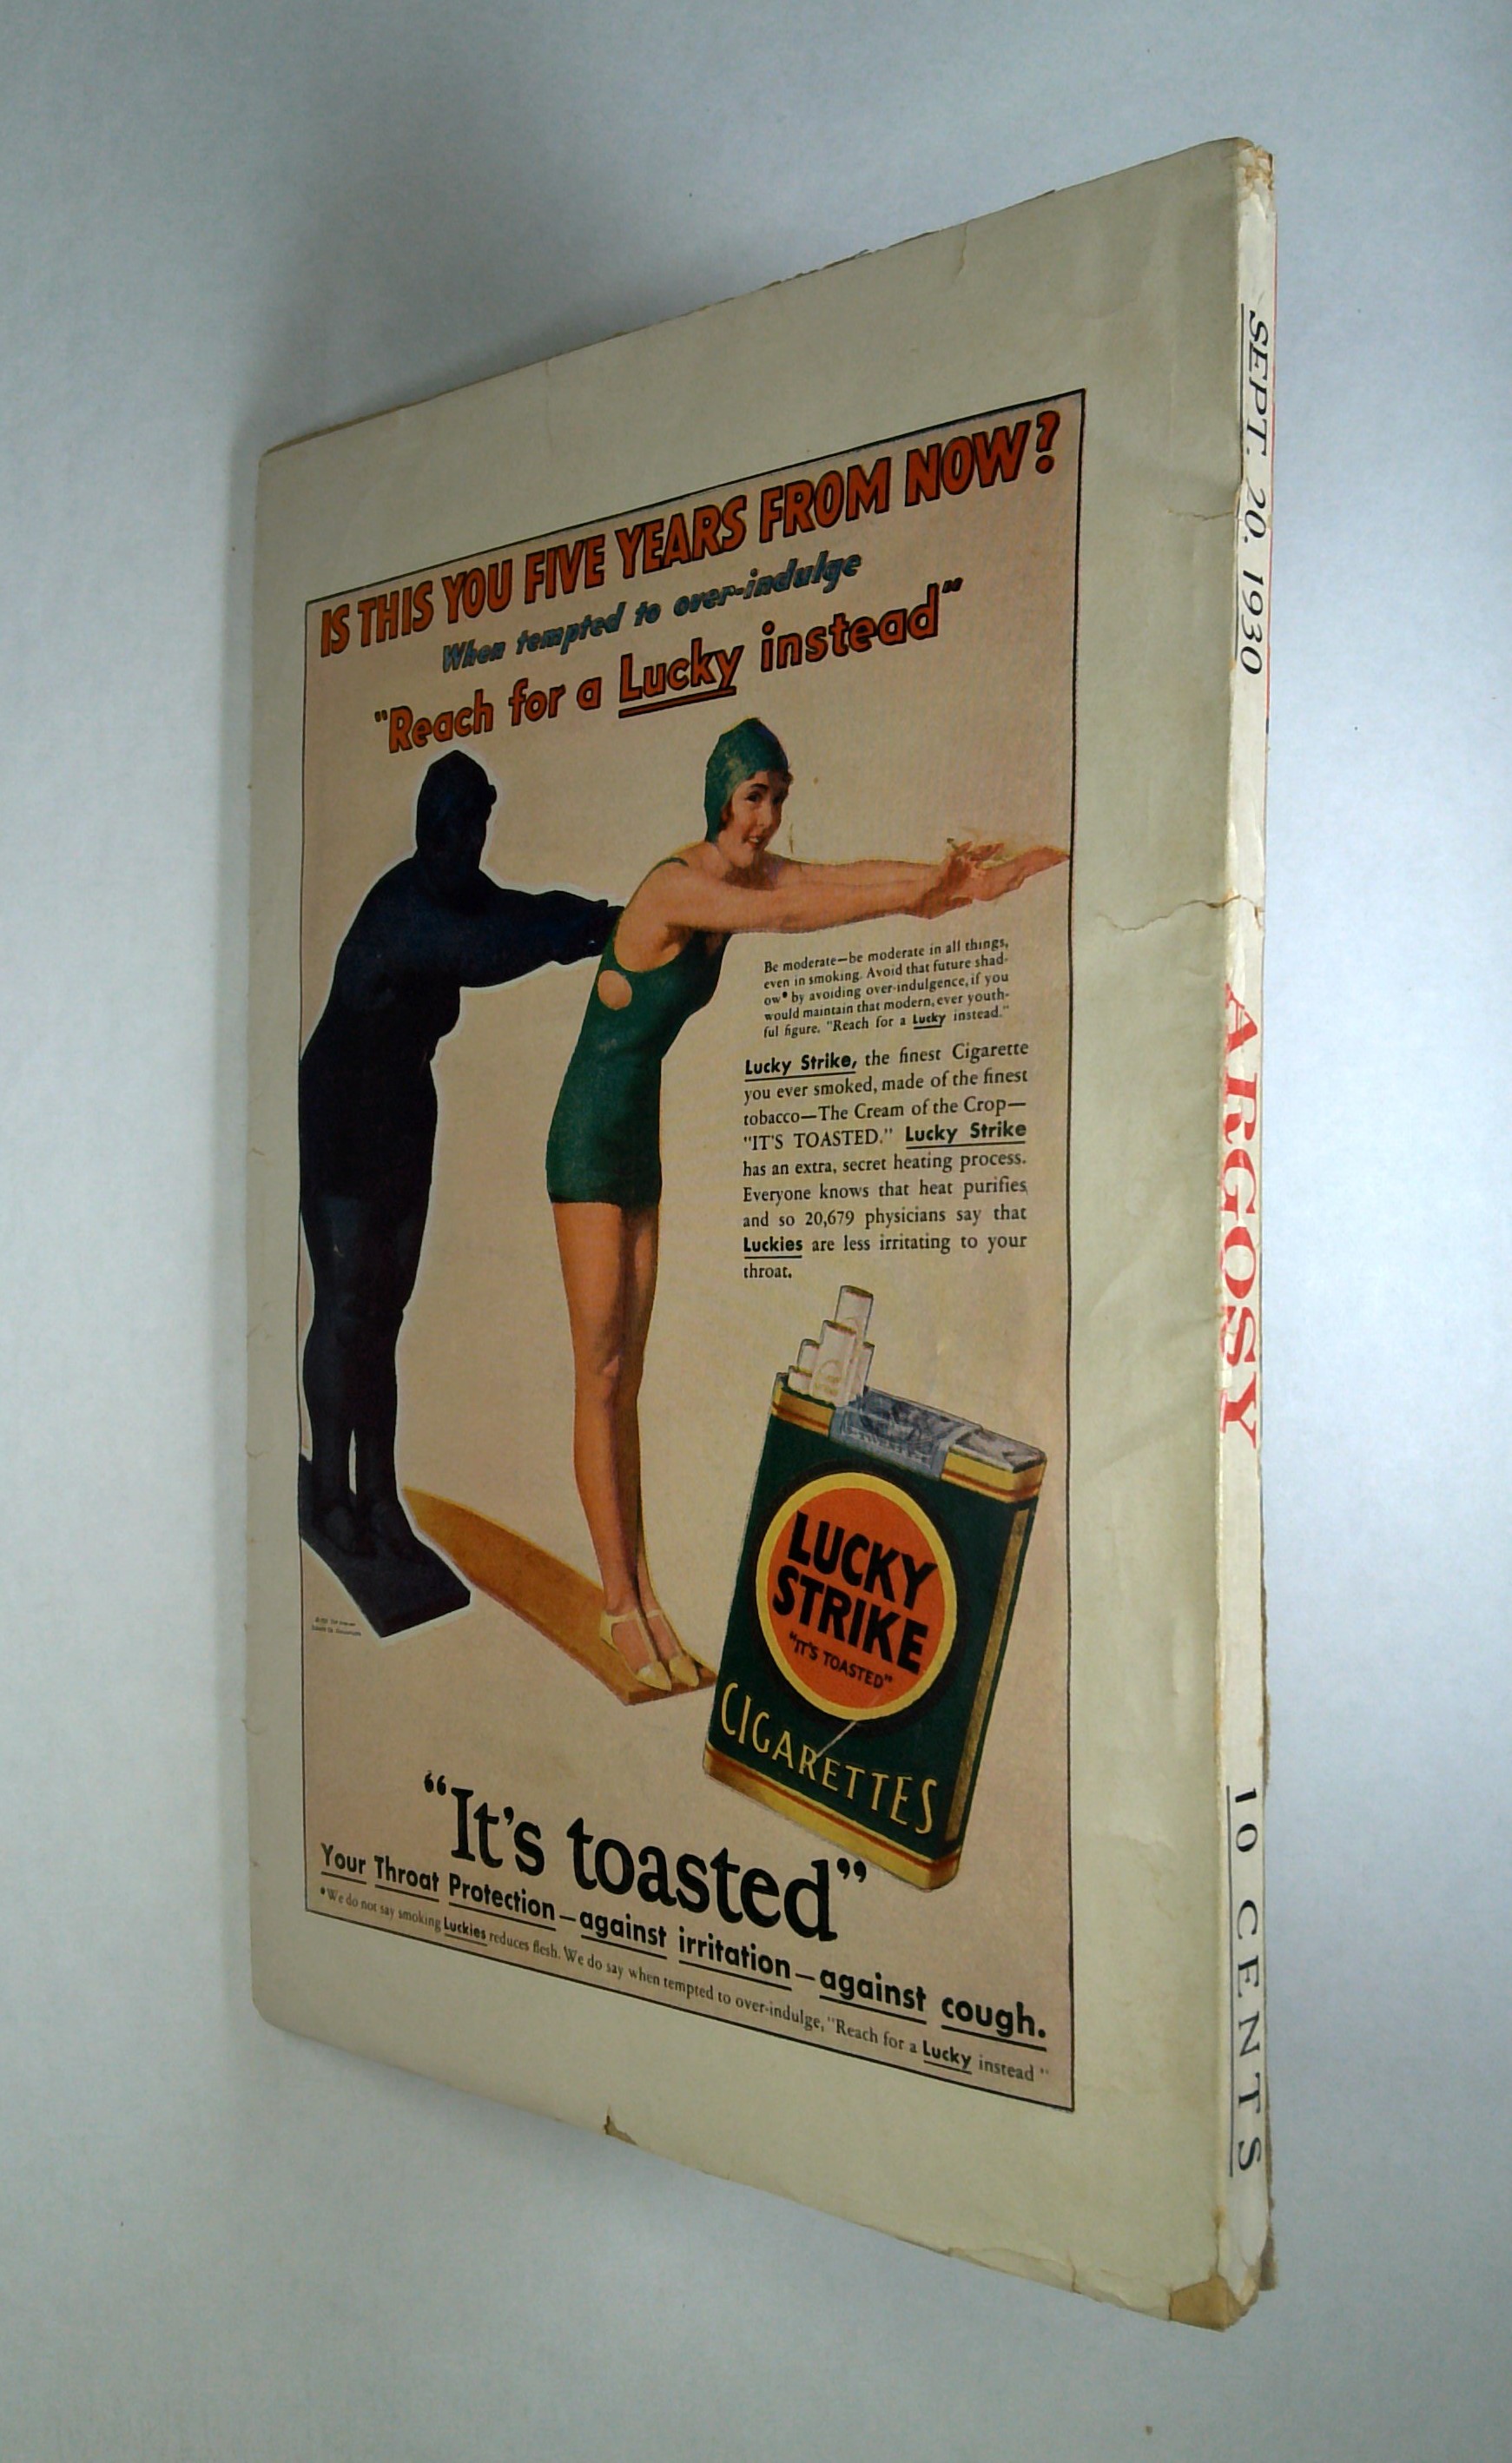 IS THIS YOU FIVE YEARS FROM NOW?
When tempted to over-indulge
"Reach for a Lucky instead"
Be moderate—be moderate in all things,
even in smoking. Avoid that future shad-
ow* by avoiding over-indulgence, if you
would maintain that modern, ever youth-
ful figure. "Reach for a Lucky instead."
Lucky Strike, the finest Cigarette
you ever smoked, made of the finest
tobacco—The Cream of the Crop—
"IT'S TOASTED." Lucky Strike
has an extra, secret heating process.
Everyone knows that heat purifies
and so 20,679 physicians say that
Luckies are less irritating to your
throat.
LUCKY
STRIKE
"IT'S TOASTED"
CIGARETTES
"It's toasted"
Your Throat Protection—against irritation—against cough.
*We do not say smoking Luckies reduces flesh. We do say when tempted to over-indulge, "Reach for a Lucky instead"
SEPT. 20. 1930
ARGOSY
10 CENTS